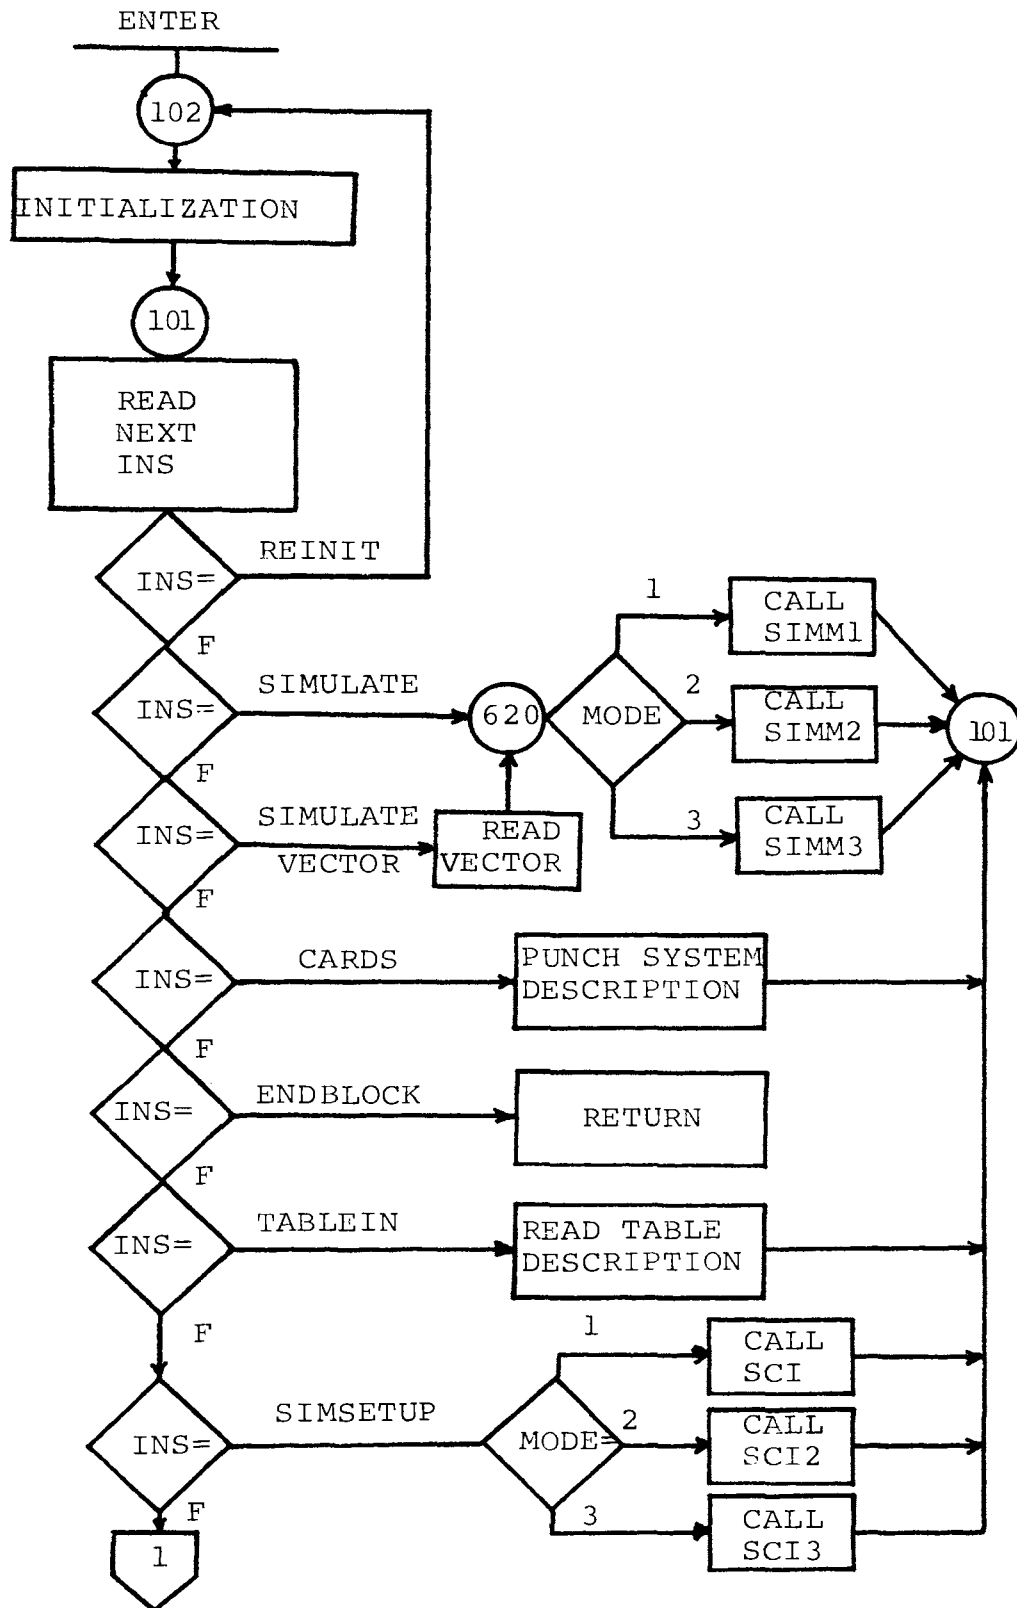 ENTER
102
INITIALIZATION
101
READ
NEXT
INS
INS=
REINIT
F
INS=
SIMULATE
620
MODE
1
CALL
SIMM1
2
CALL
SIMM2
3
CALL
SIMM3
101
F
INS=
SIMULATE
VECTOR
READ
VECTOR
F
INS=
CARDS
PUNCH SYSTEM
DESCRIPTION
F
INS=
ENDBLOCK
RETURN
F
INS=
TABLEIN
READ TABLE
DESCRIPTION
F
INS=
SIMSETUP
MODE=
1
CALL
SCI
2
CALL
SCI2
3
CALL
SCI3
F
1